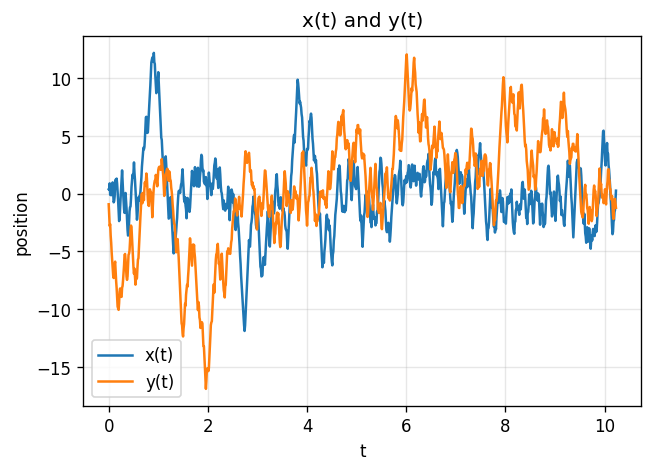 x(t) and y(t)
position
10
5
0
−5
−10
−15
x(t)
y(t)
0 2 4 6 8 10
t